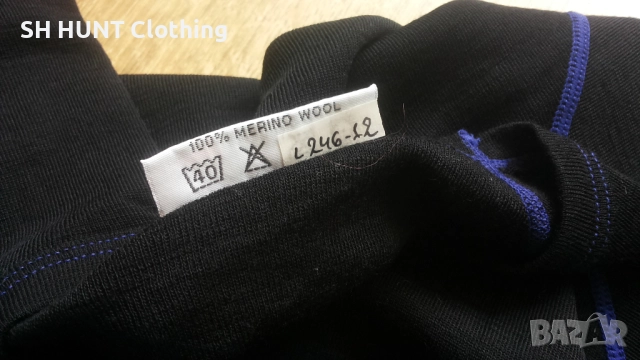 SH HUNT Clothing
100% MERINO WOOL
40
L246-12
BAZAR